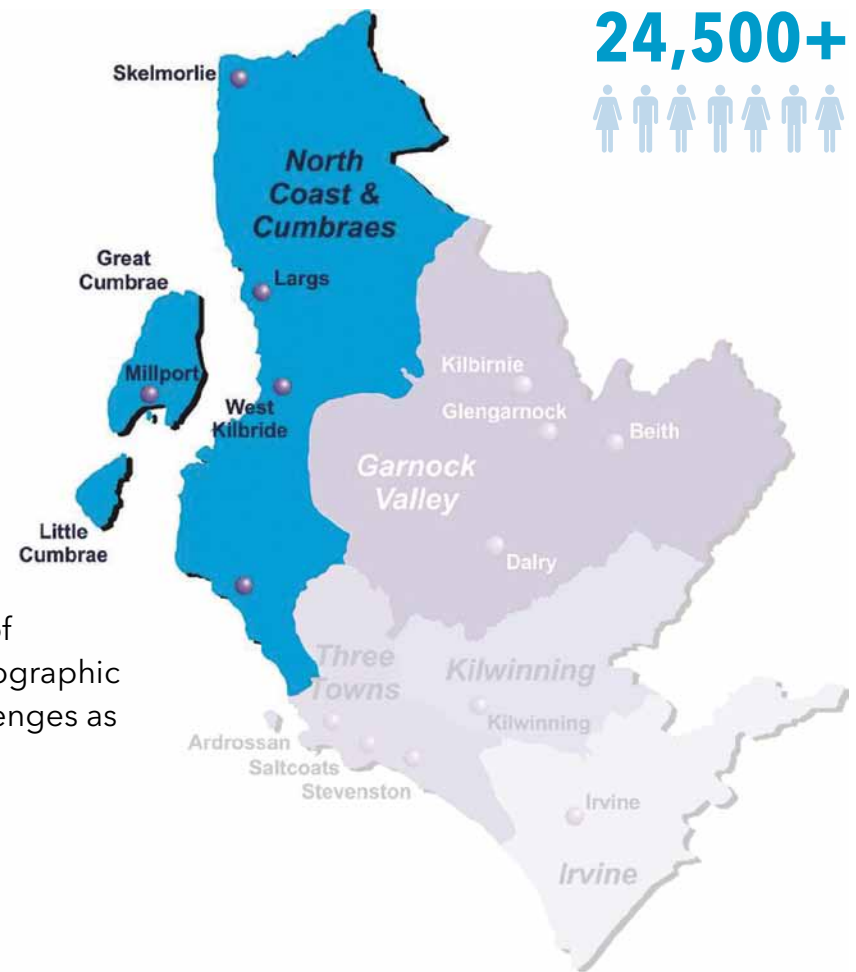 24,500+
Skelmorlie
North
Coast &
Cumbraes
Great
Cumbrae
Largs
Millport
West
Kilbride
Kilbirnie
Glengarnock
Beith
Garnock
Valley
Little
Cumbrae
Dalry
of
ographic
enges as
Three
Towns
Kilwinning
Kilwinning
Ardrossan
Saltcoats
Stevenston
Irvine
Irvine